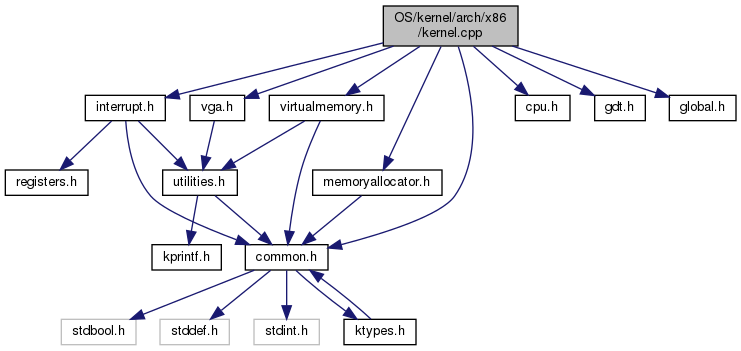 OS/kernel/arch/x86
/kernel.cpp
interrupt.h
vga.h
virtualmemory.h
cpu.h
gdt.h
global.h
registers.h
utilities.h
memoryallocator.h
kprintf.h
common.h
stdbool.h
stddef.h
stdint.h
ktypes.h